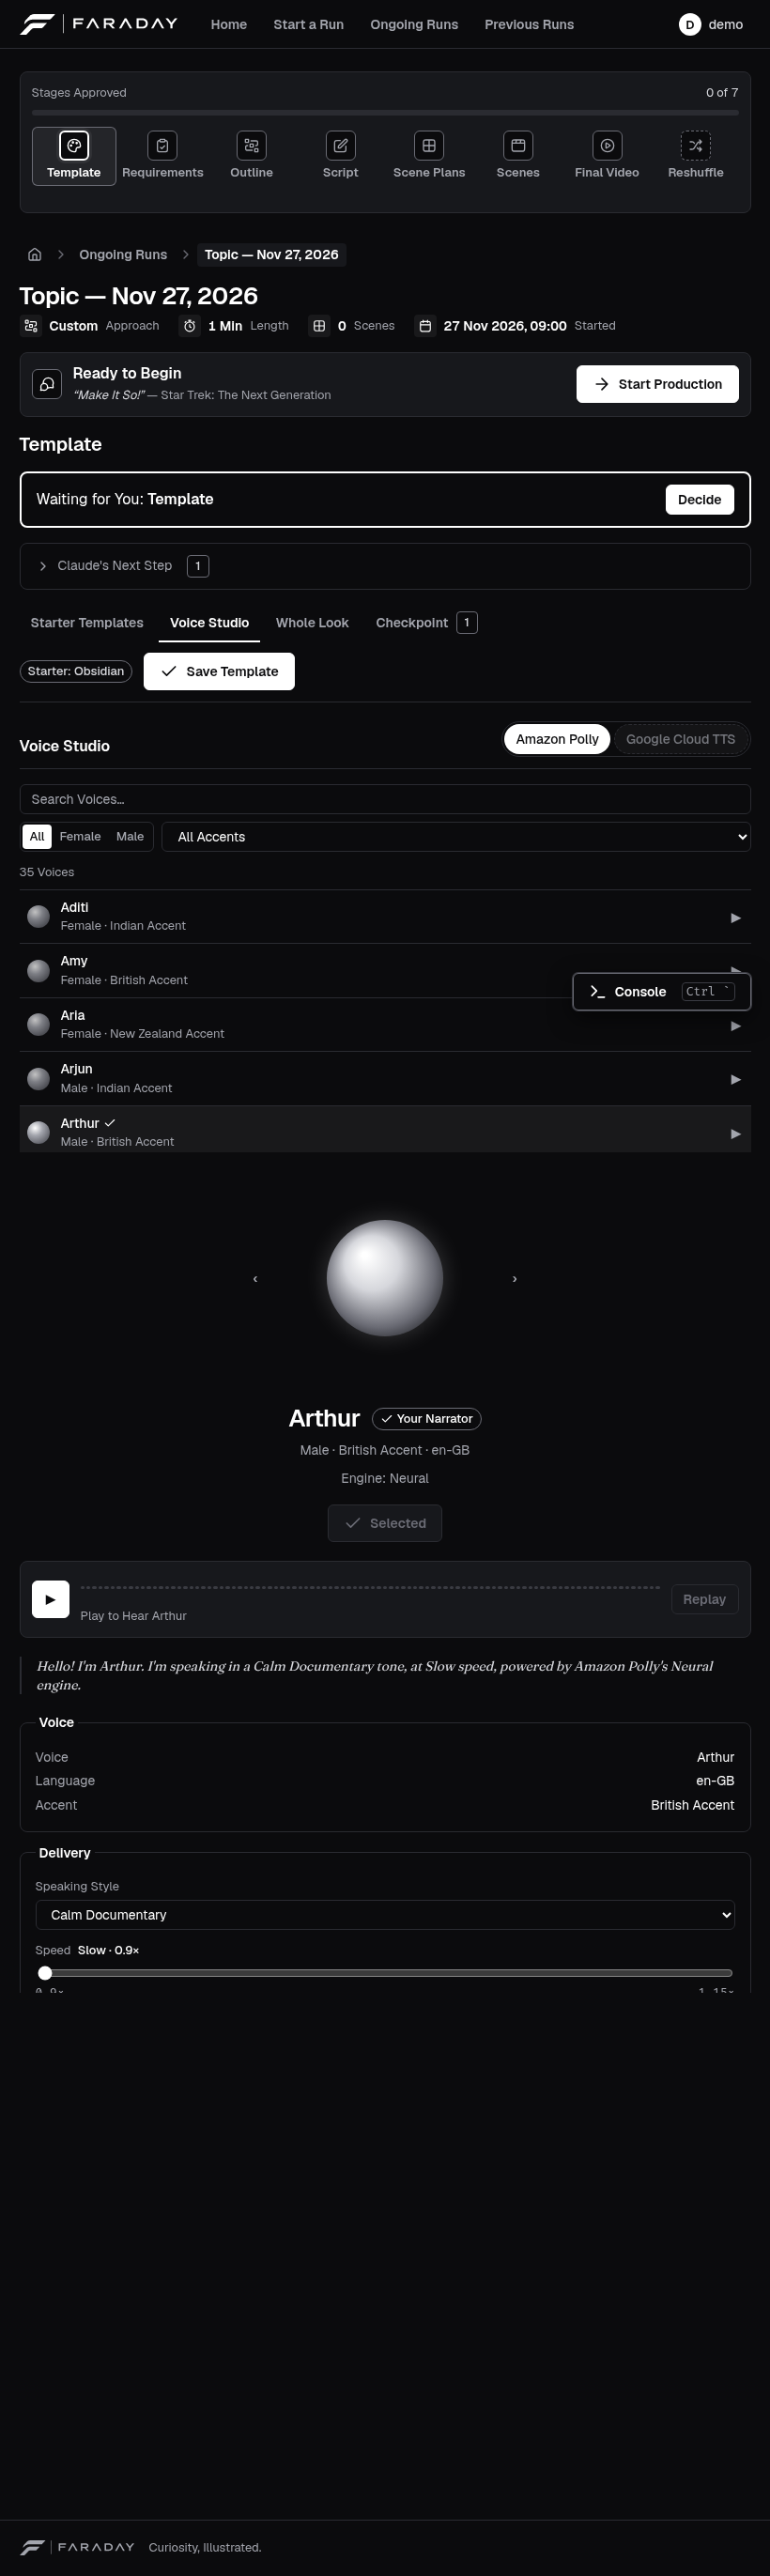 FARADAY
Home
Start a Run
Ongoing Runs
Previous Runs
D
demo
Stages Approved
0 of 7
Template
Requirements
Outline
Script
Scene Plans
Scenes
Final Video
Reshuffle
Ongoing Runs
Topic — Nov 27, 2026
Topic — Nov 27, 2026
Custom Approach
1 Min Length
0 Scenes
27 Nov 2026, 09:00 Started
Ready to Begin
“Make It So!” — Star Trek: The Next Generation
Start Production
Template
Waiting for You: Template
Decide
Claude's Next Step
1
Starter Templates
Voice Studio
Whole Look
Checkpoint
1
Starter: Obsidian
Save Template
Voice Studio
Amazon Polly
Google Cloud TTS
Search Voices…
All
Female
Male
All Accents
35 Voices
Aditi
Female · Indian Accent
Amy
Female · British Accent
Console
Ctrl `
Aria
Female · New Zealand Accent
Arjun
Male · Indian Accent
Arthur
Male · British Accent
Arthur
Your Narrator
Male · British Accent · en-GB
Engine: Neural
Selected
Play to Hear Arthur
Replay
Hello! I'm Arthur. I'm speaking in a Calm Documentary tone, at Slow speed, powered by Amazon Polly's Neural
engine.
Voice
Voice
Arthur
Language
en-GB
Accent
British Accent
Delivery
Speaking Style
Calm Documentary
Speed Slow · 0.9×
0.9×
1.15×
FARADAY
Curiosity, Illustrated.